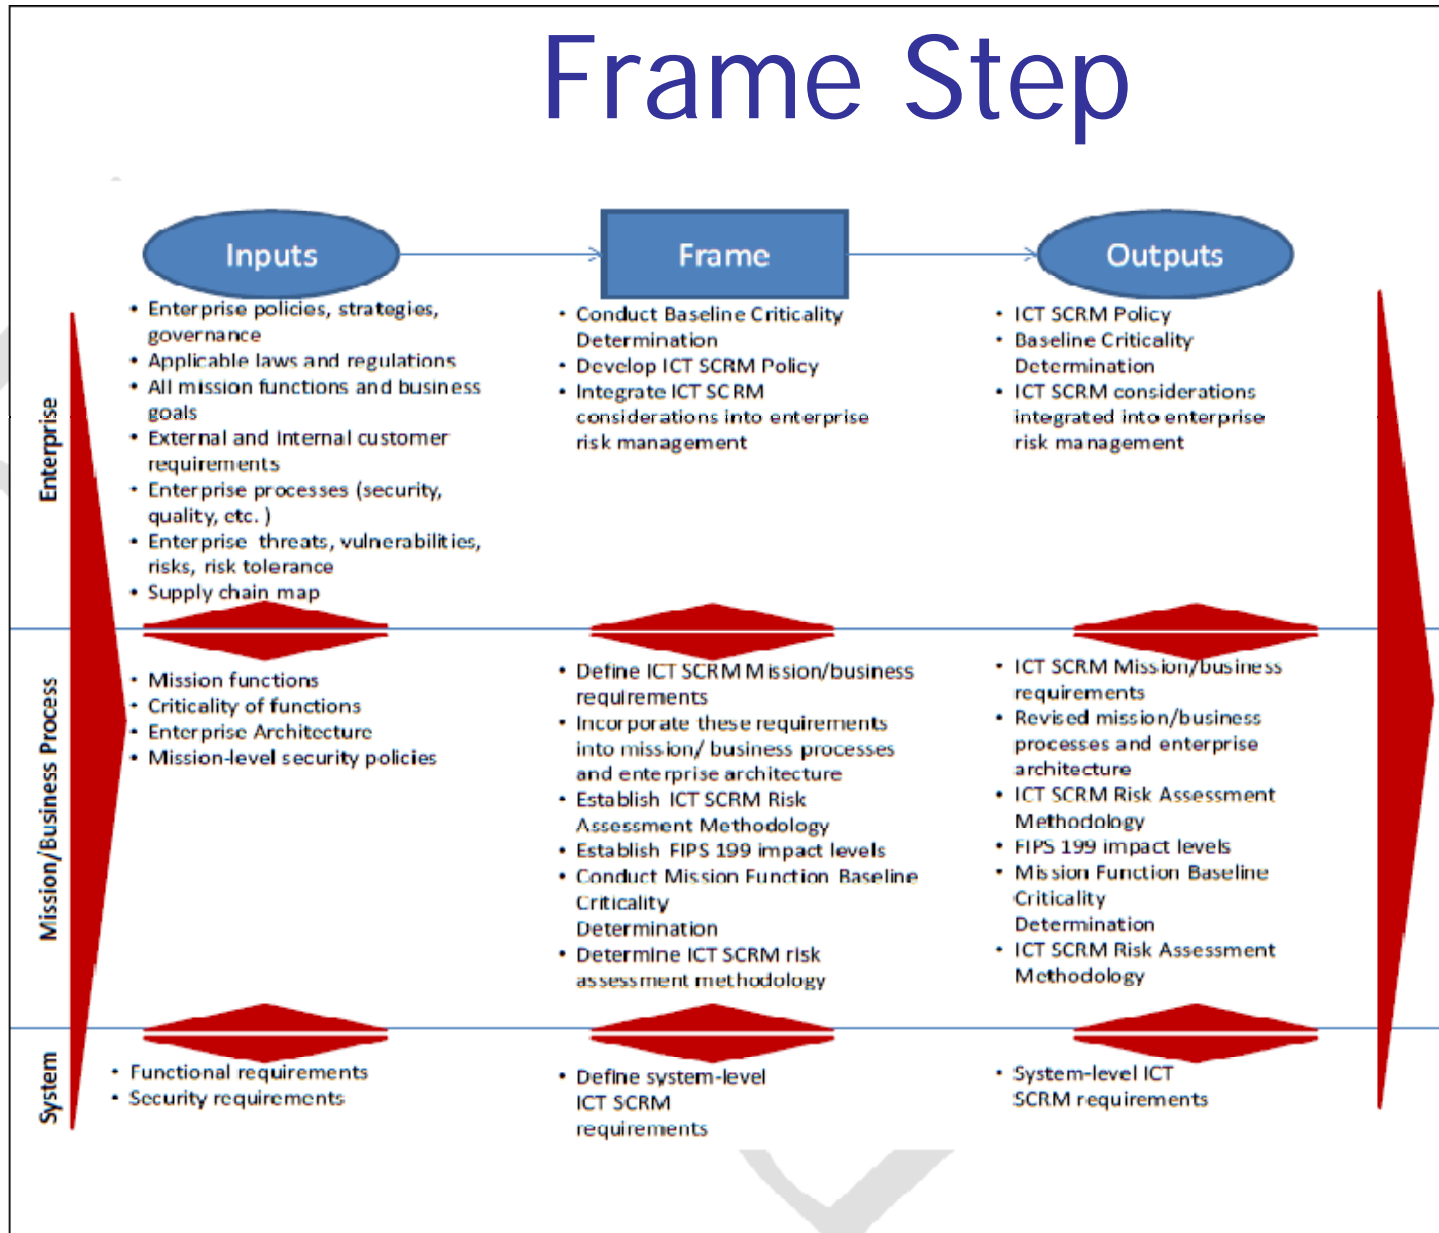 Frame Step
Inputs
Frame
Outputs
Enterprise
• Enterprise policies, strategies,
governance
• Applicable laws and regulations
• All mission functions and business
goals
• External and Internal customer
requirements
• Enterprise processes (security,
quality, etc. )
• Enterprise threats, vulnerabilities,
risks, risk tolerance
• Supply chain map
• Conduct Baseline Criticality
Determination
• Develop ICT SCRM Policy
• Integrate ICT SCRM
considerations into enterprise
risk management
• ICT SCRM Policy
• Baseline Criticality
Determination
• ICT SCRM considerations
integrated into enterprise
risk management
Mission/Business Process
• Mission functions
• Criticality of functions
• Enterprise Architecture
• Mission-level security policies
• Define ICT SCRM Mission/business
requirements
• Incorporate these requirements
into mission/ business processes
and enterprise architecture
• Establish ICT SCRM Risk
Assessment Methodology
• Establish FIPS 199 impact levels
• Conduct Mission Function Baseline
Criticality
Determination
• Determine ICT SCRM risk
assessment methodology
• ICT SCRM Mission/business
requirements
• Revised mission/business
processes and enterprise
architecture
• ICT SCRM Risk Assessment
Methodology
• FIPS 199 impact levels
• Mission Function Baseline
Criticality
Determination
• ICT SCRM Risk Assessment
Methodology
System
• Functional requirements
• Security requirements
• Define system-level
ICT SCRM
requirements
• System-level ICT
SCRM requirements